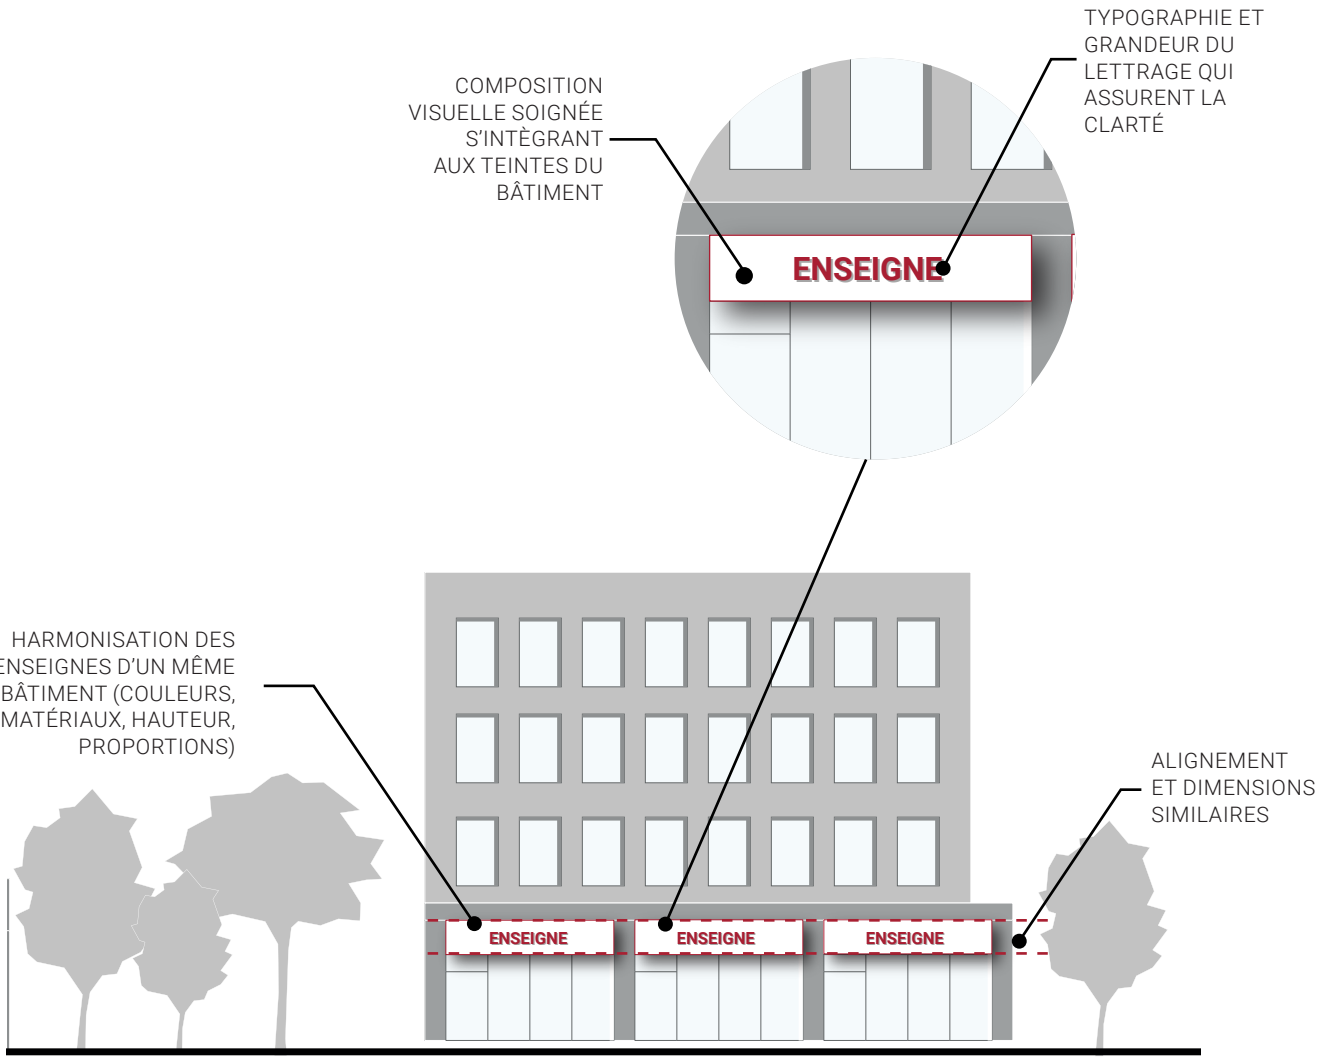 TYPOGRAPHIE ET
GRANDEUR DU
LETTRAGE QUI
ASSURENT LA
CLARTÉ
COMPOSITION
VISUELLE SOIGNÉE
S'INTÈGRANT
AUX TEINTES DU
BÂTIMENT
ENSEIGNE
HARMONISATION DES
ENSEIGNES D'UN MÊME
BÂTIMENT (COULEURS,
MATÉRIAUX, HAUTEUR,
PROPORTIONS)
ALIGNEMENT
ET DIMENSIONS
SIMILAIRES
ENSEIGNE
ENSEIGNE
ENSEIGNE